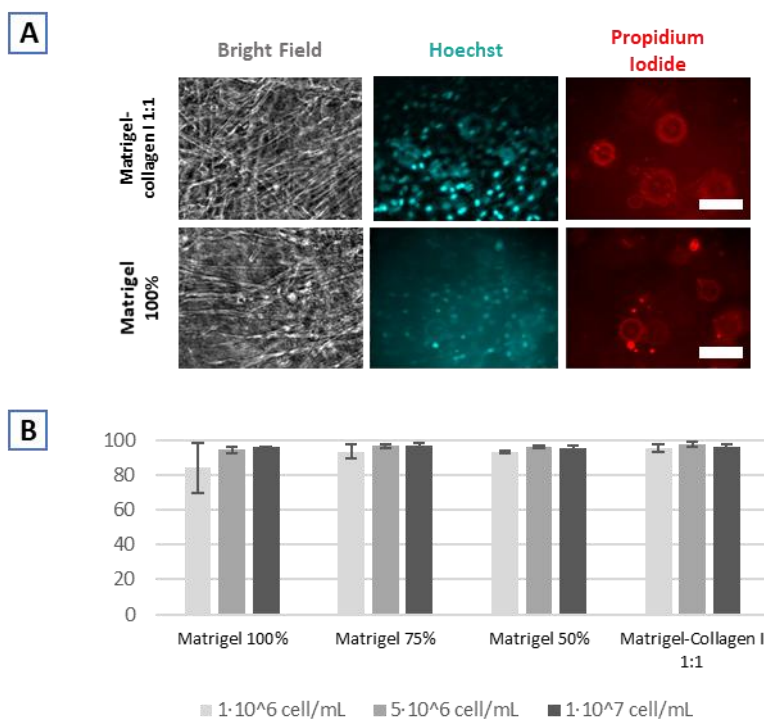 A
Bright Field
Hoechst
Propidium
Iodide
Matrigel-
collagen I 1:1
Matrigel
100%
B
100
80
60
40
20
0
Matrigel 100%
Matrigel 75%
Matrigel 50%
Matrigel-Collagen I
1:1
1·10^6 cell/mL
5·10^6 cell/mL
1·10^7 cell/mL